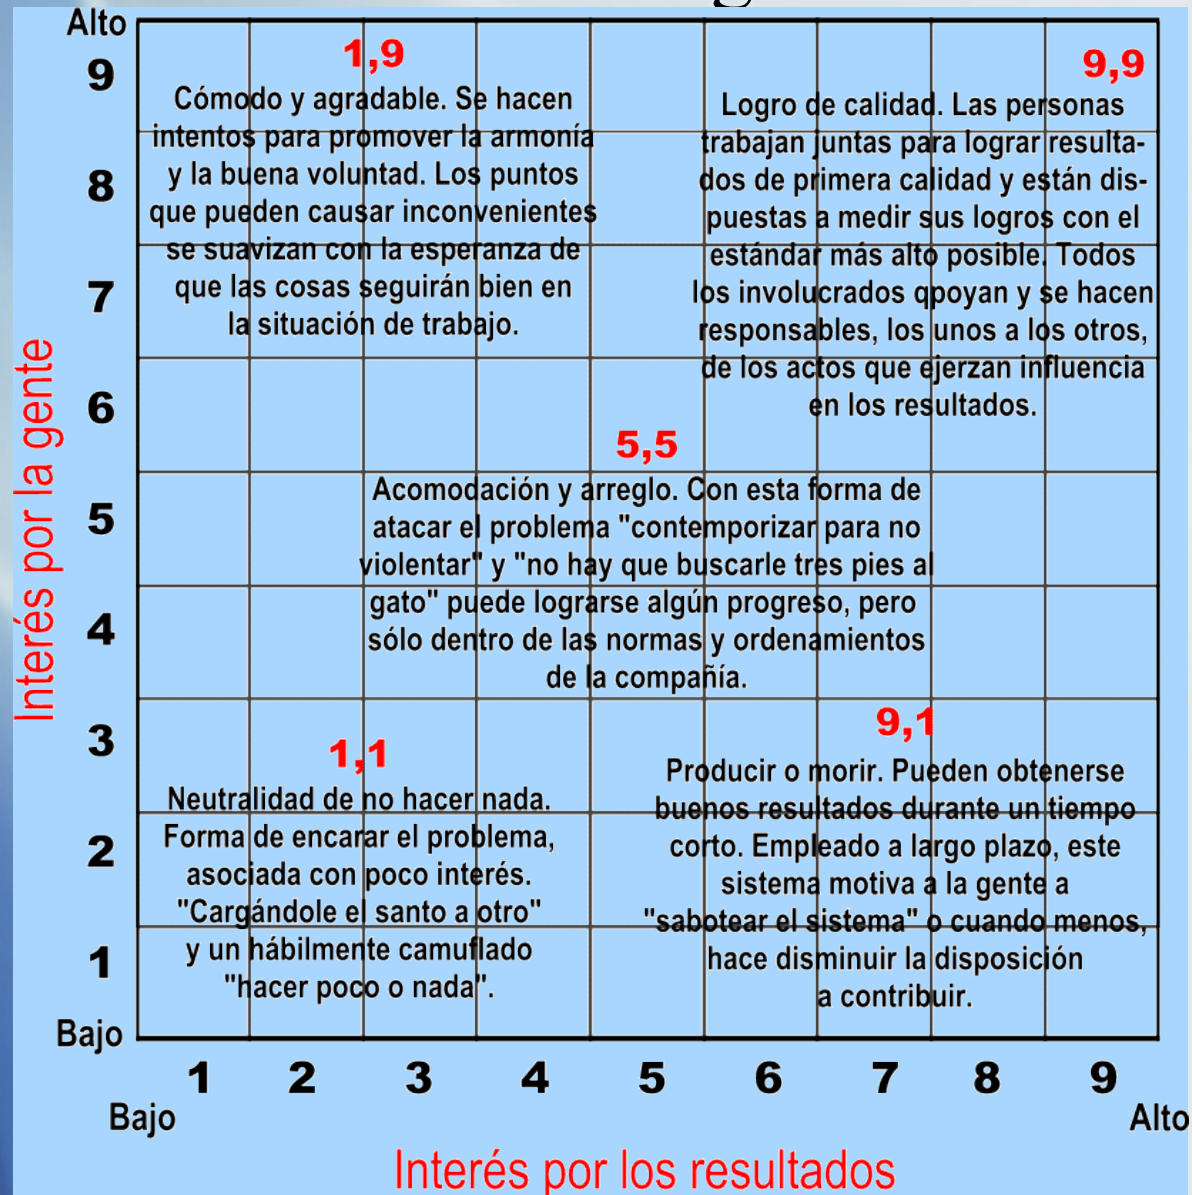 Alto
9
8
7
6
5
4
3
2
1
Bajo
Interés por la gente
1,9
Cómodo y agradable. Se hacen
intentos para promover la armonía
y la buena voluntad. Los puntos
que pueden causar inconvenientes
se suavizan con la esperanza de
que las cosas seguirán bien en
la situación de trabajo.
9,9
Logro de calidad. Las personas
trabajan juntas para lograr resulta-
dos de primera calidad y están dis-
puestas a medir sus logros con el
estándar más alto posible. Todos
los involucrados qpoyan y se hacen
responsables, los unos a los otros,
de los actos que ejerzan influencia
en los resultados.
5,5
Acomodación y arreglo. Con esta forma de
atacar el problema "contemporizar para no
violentar" y "no hay que buscarle tres pies al
gato" puede lograrse algún progreso, pero
sólo dentro de las normas y ordenamientos
de la compañía.
1,1
Neutralidad de no hacer nada.
Forma de encarar el problema,
asociada con poco interés.
"Cargándole el santo a otro"
y un hábilmente camuflado
"hacer poco o nada".
9,1
Producir o morir. Pueden obtenerse
buenos resultados durante un tiempo
corto. Empleado a largo plazo, este
sistema motiva a la gente a
"sabotear el sistema" o cuando menos,
hace disminuir la disposición
a contribuir.
1 2 3 4 5 6 7 8 9
Bajo Alto
Interés por los resultados